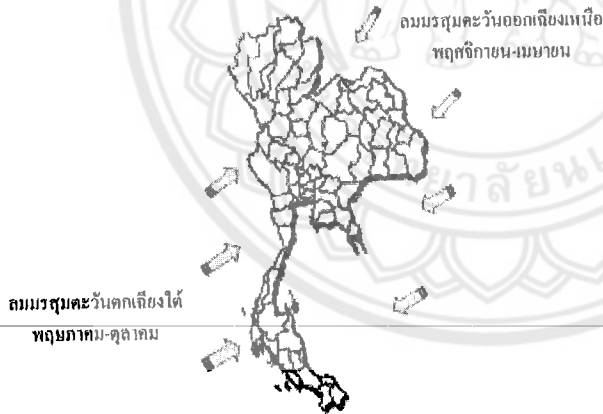 ลมมรสุมตะวันออกเฉียงเหนือ
พฤศจิกายน-เมษายน
ลมมรสุมตะวันตกเฉียงใต้
พฤษภาคม-ตุลาคม